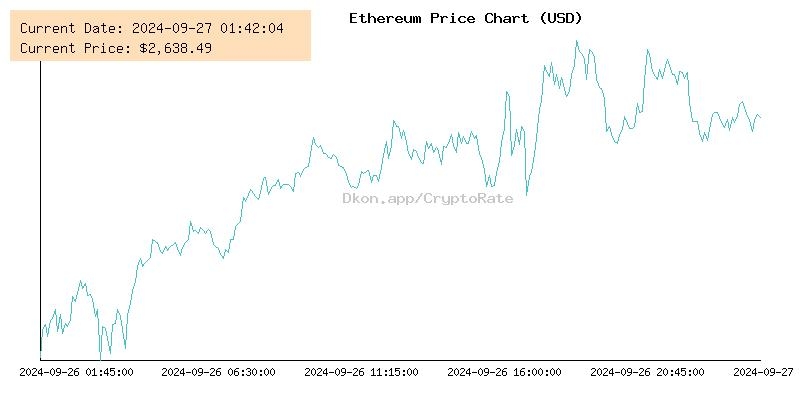 Ethereum Price Chart (USD)
Current Date: 2024-09-27 01:42:04
Current Price: $2,638.49
Dkon.app/CryptoRate
2024-09-26 01:45:00 2024-09-26 06:30:00 2024-09-26 11:15:00 2024-09-26 16:00:00 2024-09-26 20:45:00 2024-09-27